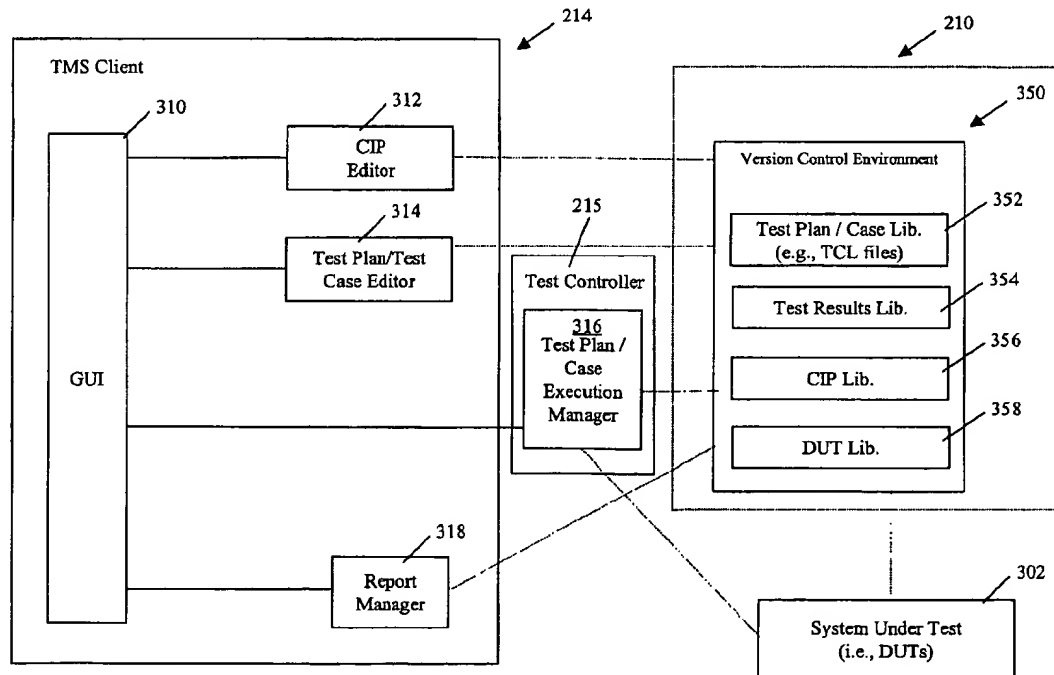 214
210
TMS Client
310
312
350
CIP
Editor
Version Control Environment
314
352
215
Test Plan/Test
Case Editor
Test Plan / Case Lib.
(e.g., TCL files)
Test Controller
354
316
Test Results Lib.
Test Plan /
Case
Execution
Manager
356
GUI
CIP Lib.
358
DUT Lib.
318
Report
Manager
302
System Under Test
(i.e., DUTs)